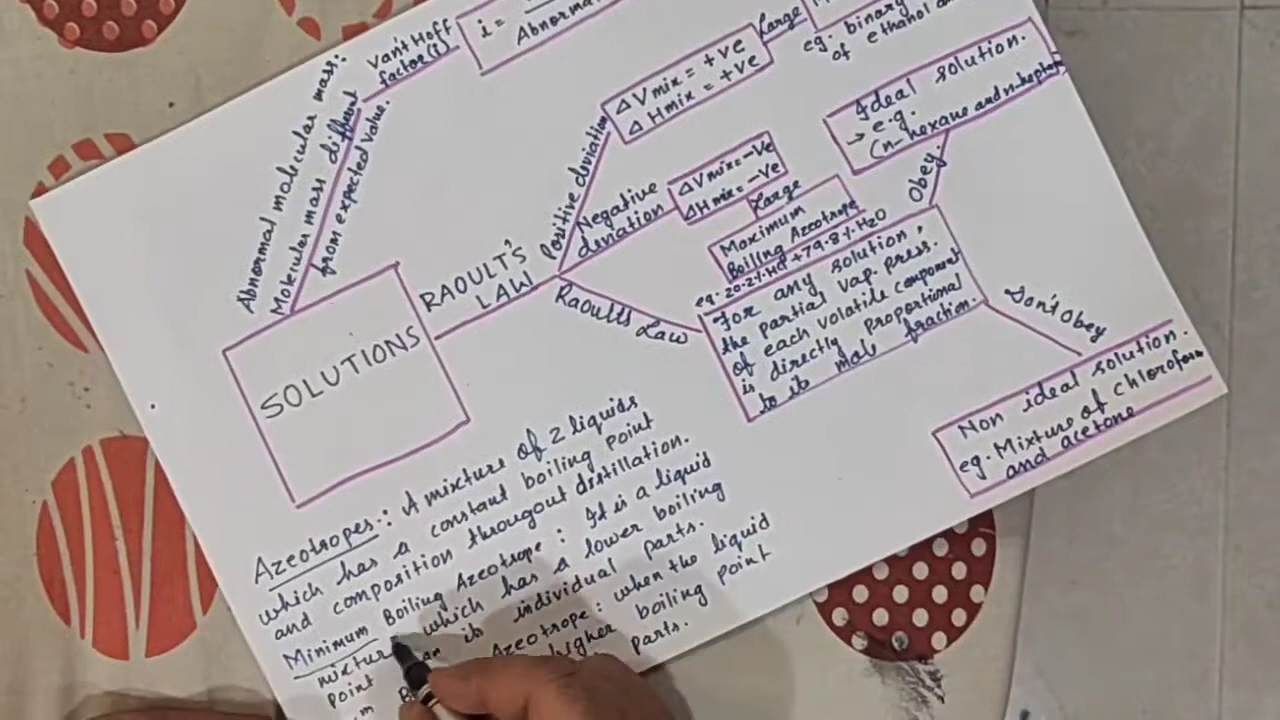 Abnormal molecular mass:
Molecular mass different
from expected value.
Van't Hoff
factor(i)
i =
Abnorma
SOLUTIONS
RAOULT'S
LAW
Positive deviation
ΔVmix = +ve
ΔHmix = +ve
Large
eg. binary
of ethanol
Negative
deviation
ΔVmix = -Ve
ΔHmix = -Ve
Large
Maximum
Boiling Azeotrope
eg. 20.2% HCl + 79.8% H2O
Raoults Law
For any solution,
the partial vap. press.
of each volatile component
is directly proportional
to its mole fraction.
Obey
Ideal solution.
→ e.g.
(n-hexane and n-heptane
Don't Obey
Non ideal solution.
eg. Mixture of chloroform
and acetone
Azeotropes:: A mixture of 2 liquids
which has a constant boiling point
and composition througout distillation.
Minimum Boiling Azeotrope: It is a liquid
mixture which has a lower boiling
point its individual parts.
Azeotrope: when the liquid
higher boiling point
parts.